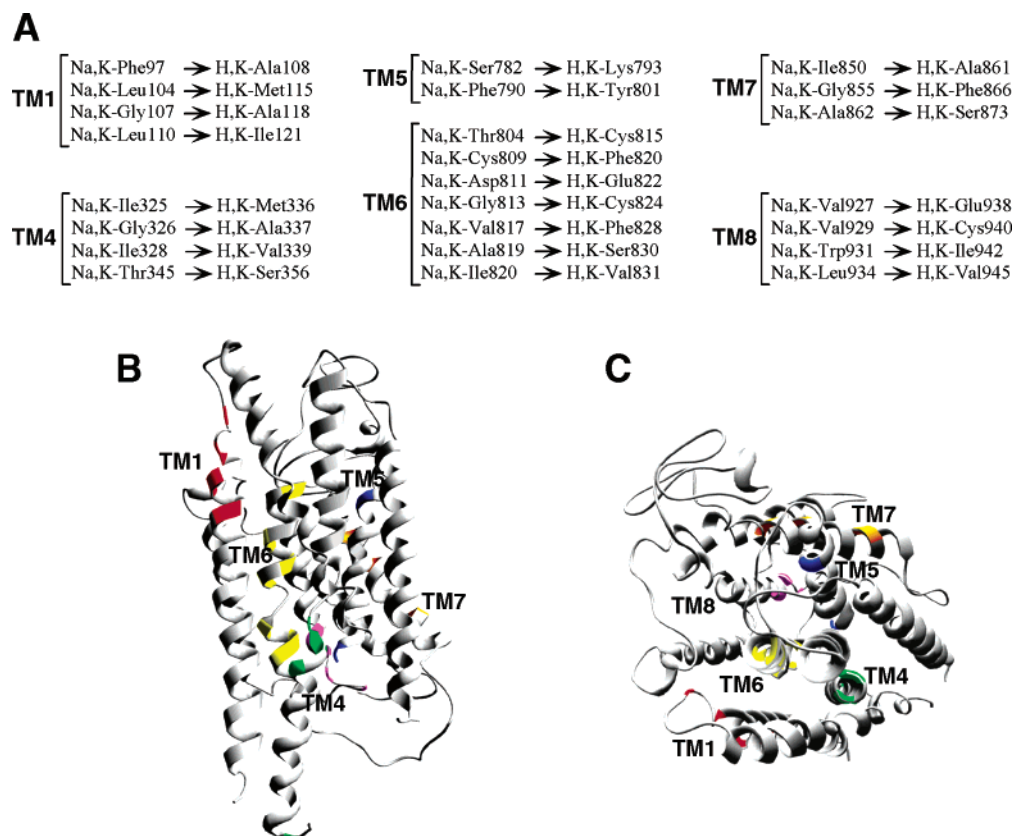 A
TM1
Na,K-Phe97 → H,K-Ala108
Na,K-Leu104 → H,K-Met115
Na,K-Gly107 → H,K-Ala118
Na,K-Leu110 → H,K-Ile121
TM4
Na,K-Ile325 → H,K-Met336
Na,K-Gly326 → H,K-Ala337
Na,K-Ile328 → H,K-Val339
Na,K-Thr345 → H,K-Ser356
TM5
Na,K-Ser782 → H,K-Lys793
Na,K-Phe790 → H,K-Tyr801
TM6
Na,K-Thr804 → H,K-Cys815
Na,K-Cys809 → H,K-Phe820
Na,K-Asp811 → H,K-Glu822
Na,K-Gly813 → H,K-Cys824
Na,K-Val817 → H,K-Phe828
Na,K-Ala819 → H,K-Ser830
Na,K-Ile820 → H,K-Val831
TM7
Na,K-Ile850 → H,K-Ala861
Na,K-Gly855 → H,K-Phe866
Na,K-Ala862 → H,K-Ser873
TM8
Na,K-Val927 → H,K-Glu938
Na,K-Val929 → H,K-Cys940
Na,K-Trp931 → H,K-Ile942
Na,K-Leu934 → H,K-Val945
B
TM1
TM5
TM6
TM7
TM4
C
TM7
TM5
TM8
TM6
TM4
TM1